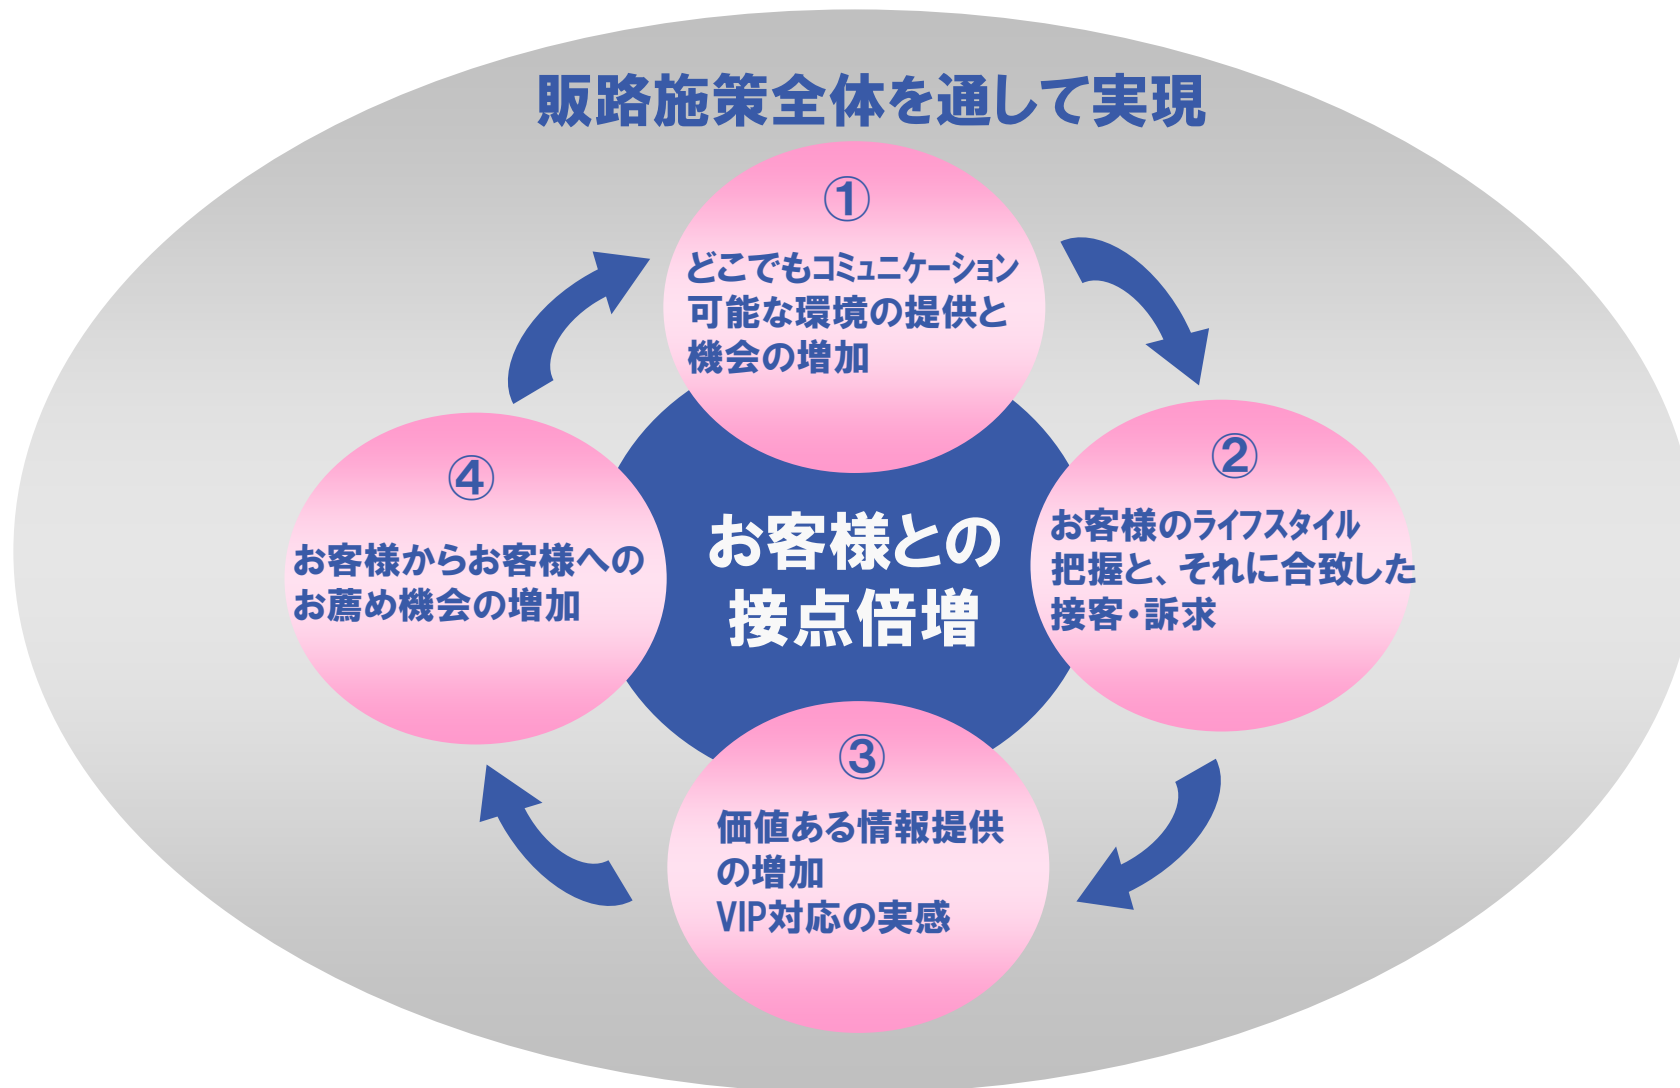 販路施策全体を通して実現
①
どこでもコミュニケーション
可能な環境の提供と
機会の増加
②
お客様のライフスタイル
把握と、それに合致した
接客・訴求
お客様との
接点倍増
③
価値ある情報提供
の増加
VIP対応の実感
④
お客様からお客様への
お薦め機会の増加